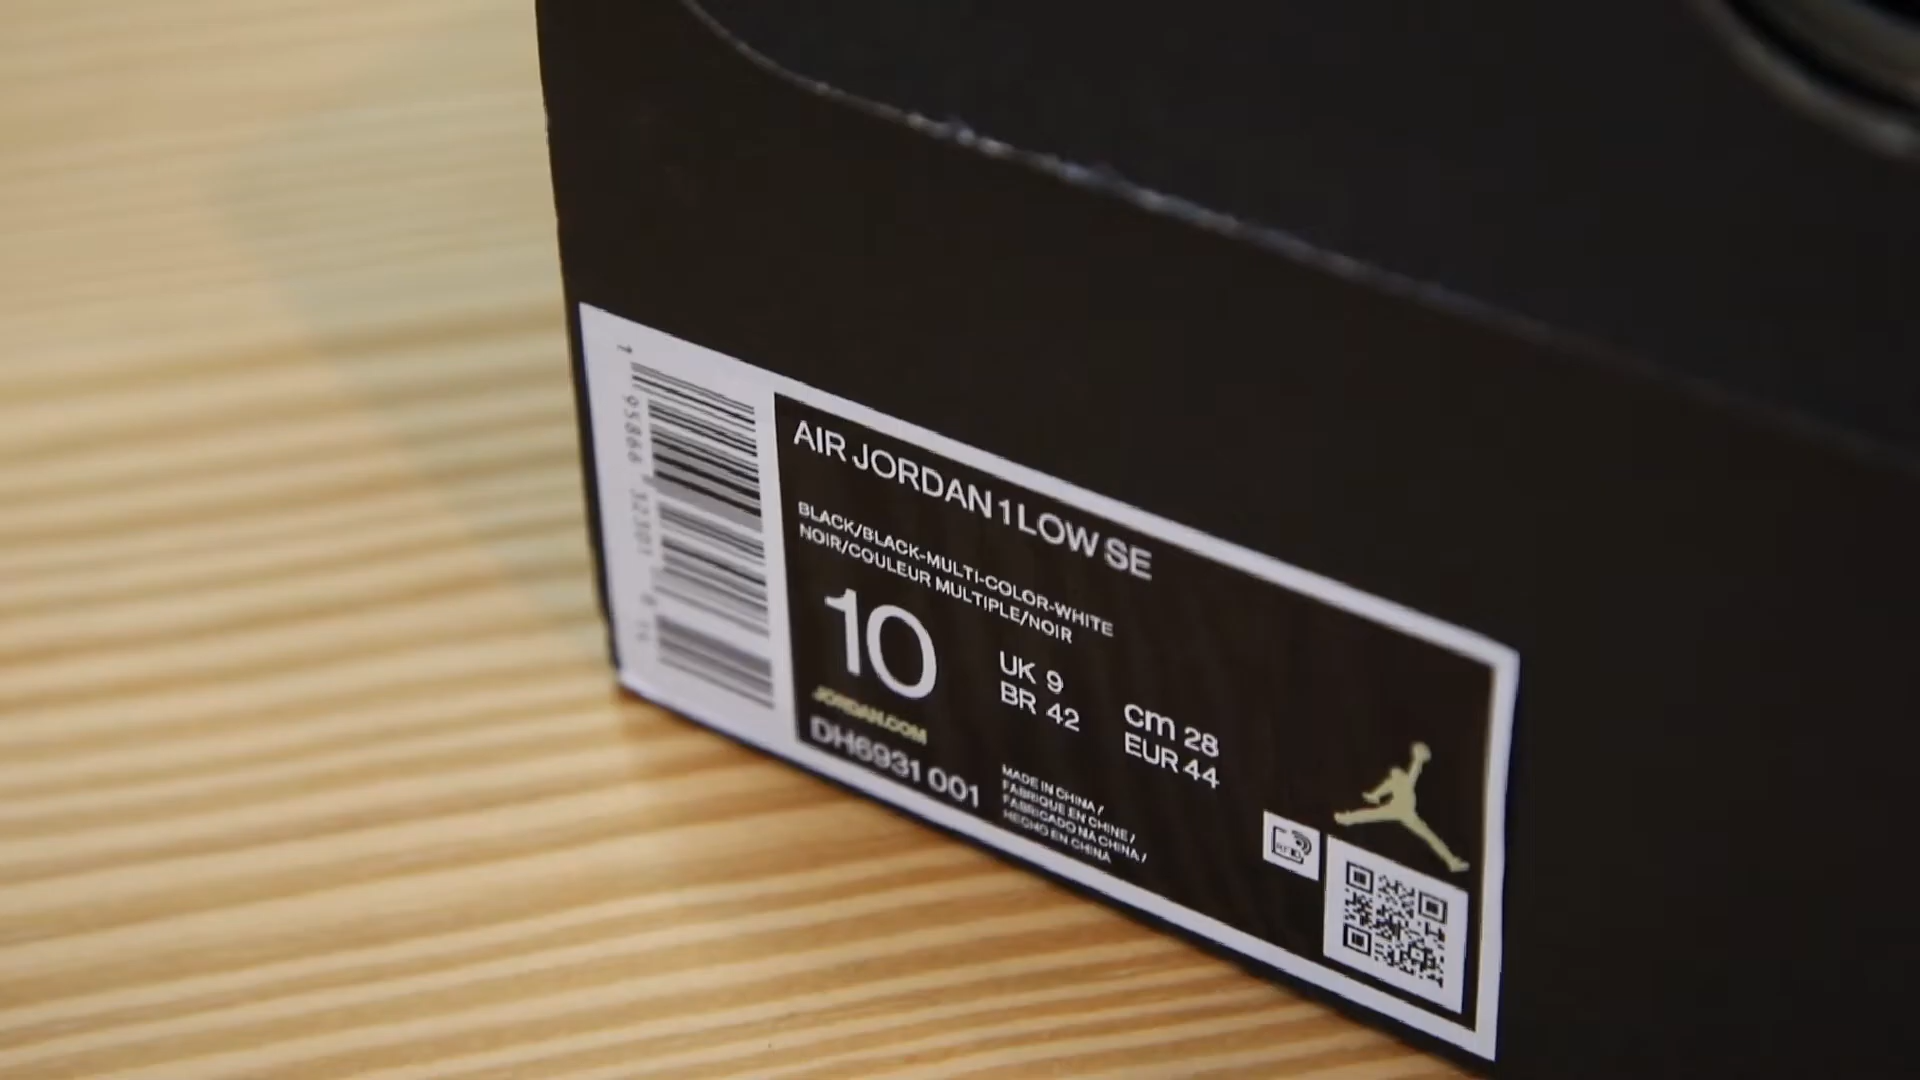 AIR JORDAN 1 LOW SE
BLACK/BLACK-MULTI-COLOR-WHITE
NOIR/COULEUR MULTIPLE/NOIR
10
UK 9
BR 42
cm 28
EUR 44
JORDAN.COM
DH6931 001
MADE IN CHINA /
FABRIQUE EN CHINE /
FABRICADO NA CHINA /
HECHO EN CHINA
RFID